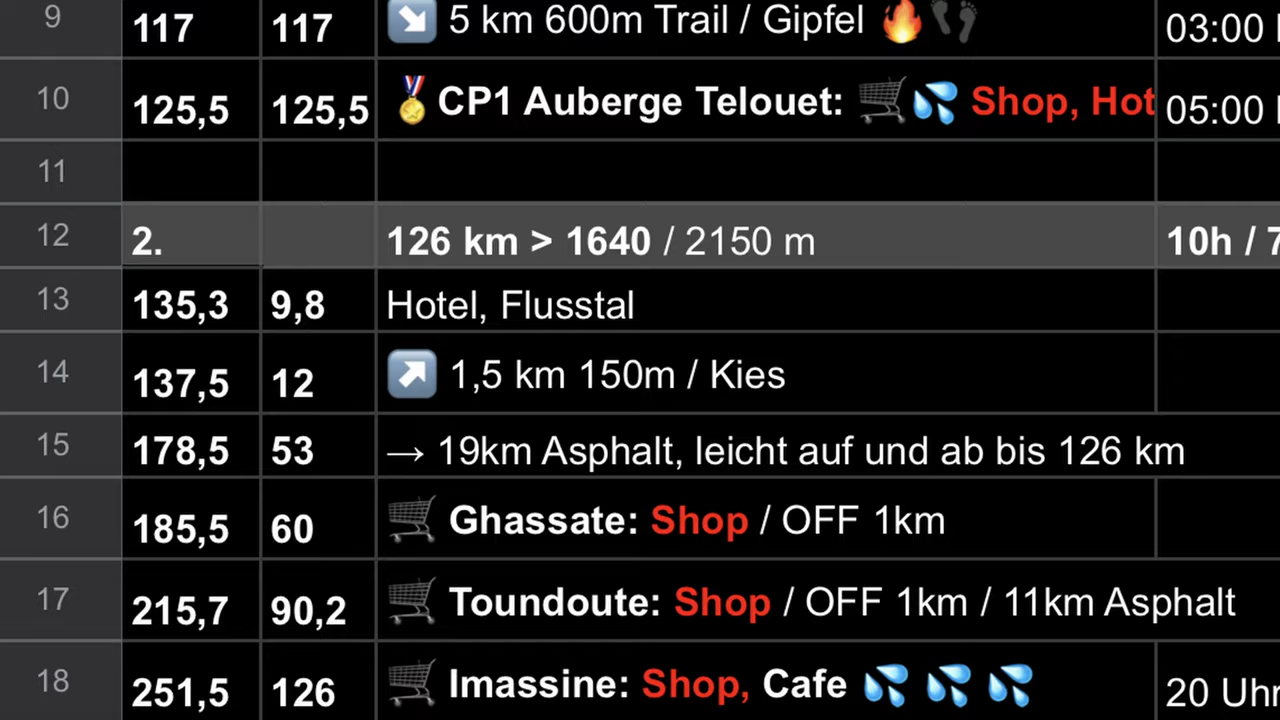 9 117 117 ↘️ 5 km 600m Trail / Gipfel 🔥👣 03:00
10 125,5 125,5 🏅CP1 Auberge Telouet: 🛒💦 Shop, Hot 05:00
11
12 2. 126 km > 1640 / 2150 m 10h / 7
13 135,3 9,8 Hotel, Flusstal
14 137,5 12 ↗️ 1,5 km 150m / Kies
15 178,5 53 → 19km Asphalt, leicht auf und ab bis 126 km
16 185,5 60 🛒 Ghassate: Shop / OFF 1km
17 215,7 90,2 🛒 Toundoute: Shop / OFF 1km / 11km Asphalt
18 251,5 126 🛒 Imassine: Shop, Cafe 💦 💦 💦 20 Uhr